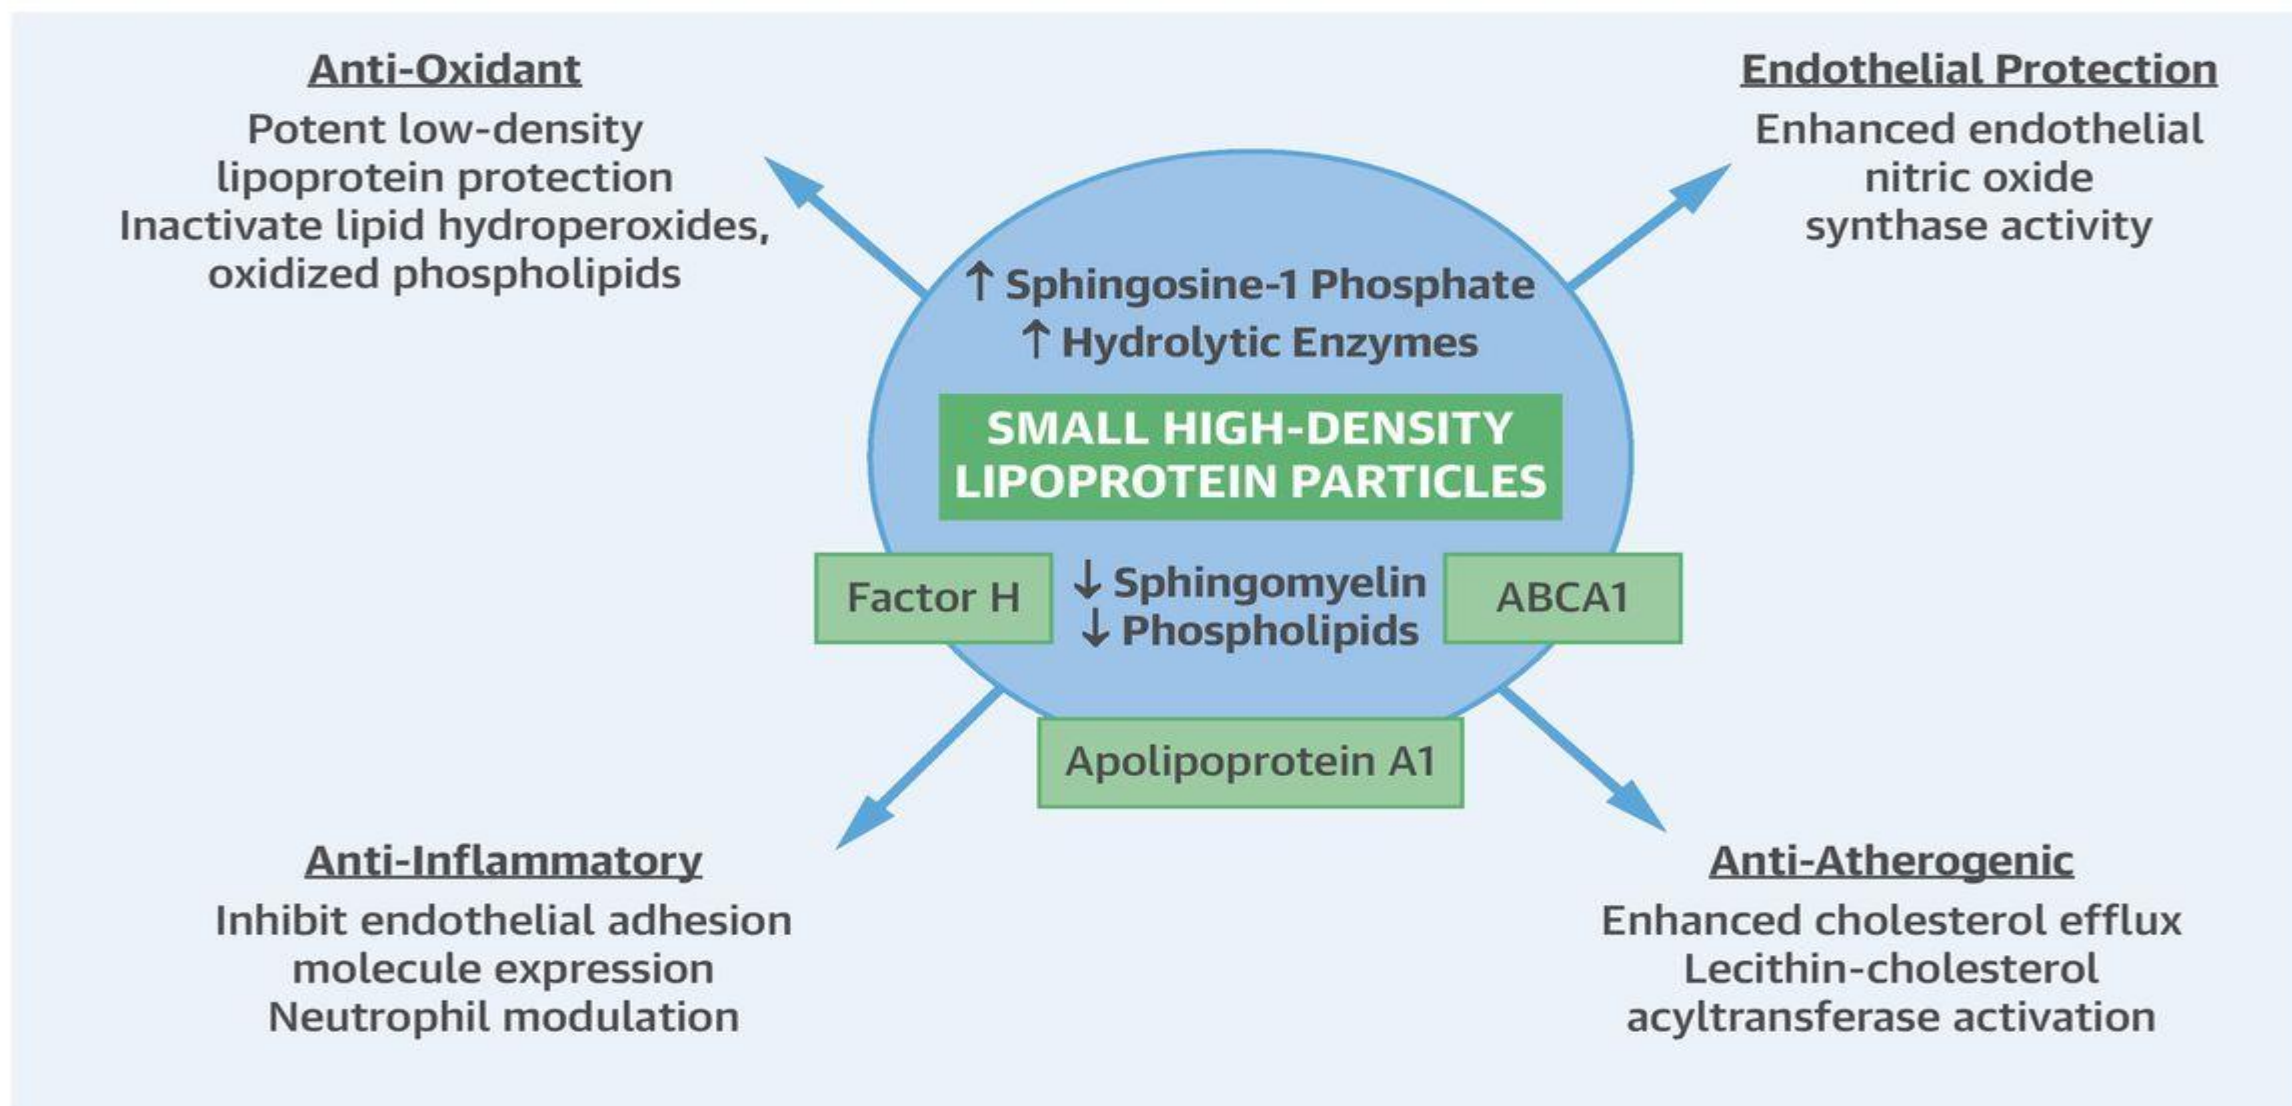 Anti-Oxidant
Potent low-density
lipoprotein protection
Inactivate lipid hydroperoxides,
oxidized phospholipids
Endothelial Protection
Enhanced endothelial
nitric oxide
synthase activity
↑ Sphingosine-1 Phosphate
↑ Hydrolytic Enzymes
SMALL HIGH-DENSITY
LIPOPROTEIN PARTICLES
Factor H
↓ Sphingomyelin
↓ Phospholipids
ABCA1
Apolipoprotein A1
Anti-Inflammatory
Inhibit endothelial adhesion
molecule expression
Neutrophil modulation
Anti-Atherogenic
Enhanced cholesterol efflux
Lecithin-cholesterol
acyltransferase activation